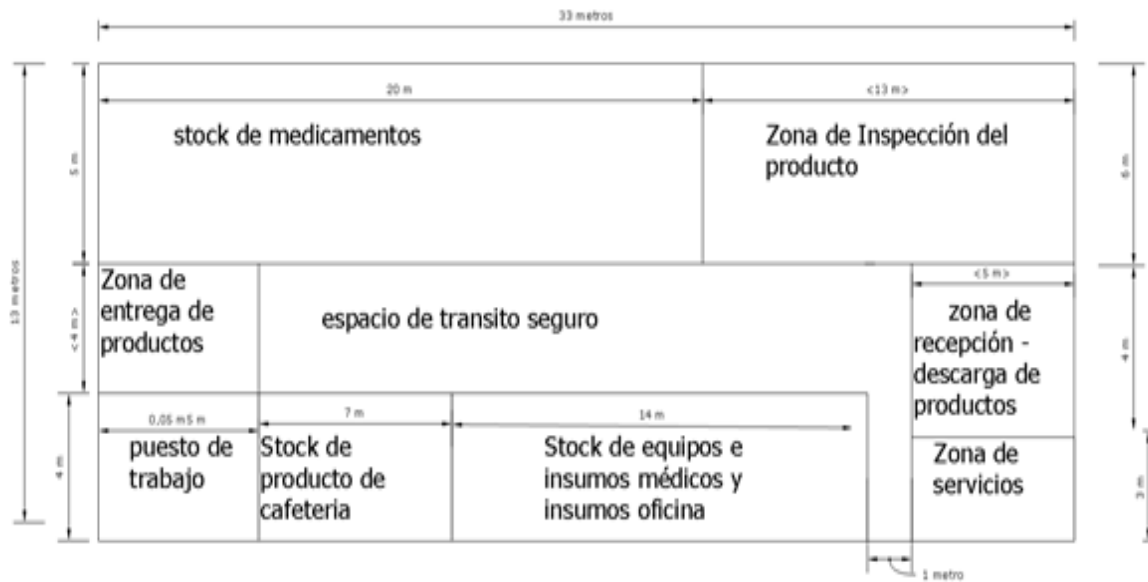 33 metros
20 m
<13 m>
stock de medicamentos
Zona de Inspección del
producto
5 m
6 m
13 metros
Zona de
entrega de
productos
<4 m>
espacio de transito seguro
<5 m>
zona de
recepción -
descarga de
productos
4 m
0,05 m5 m
7 m
14 m
puesto de
trabajo
Stock de
producto de
cafeteria
Stock de equipos e
insumos médicos y
insumos oficina
Zona de
servicios
4 m
3 m
1 metro